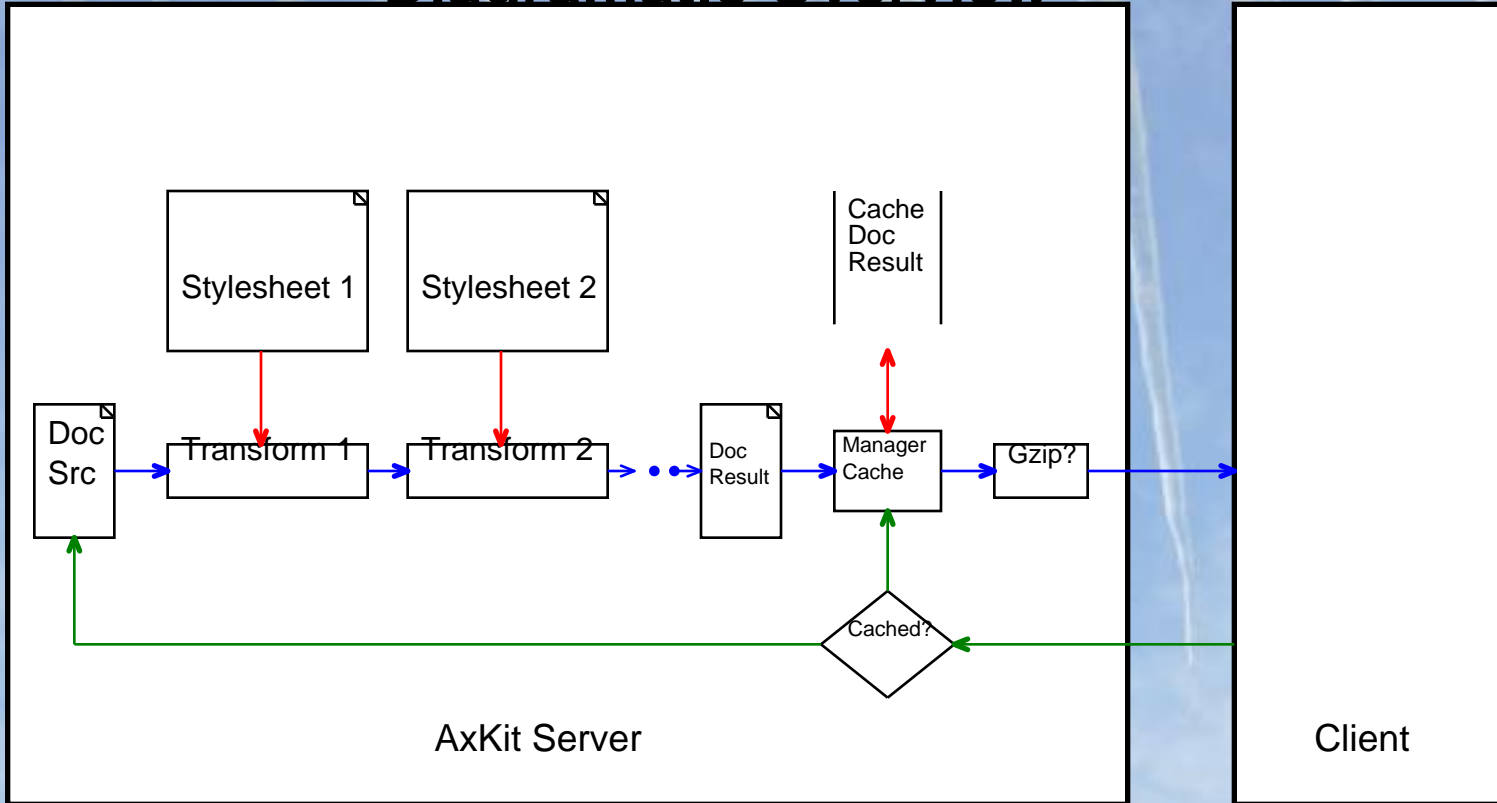 Cache
Doc
Result
Stylesheet 1
Stylesheet 2
Doc
Src
Transform 1
Transform 2
Doc
Result
Manager
Cache
Gzip?
Cached?
AxKit Server
Client